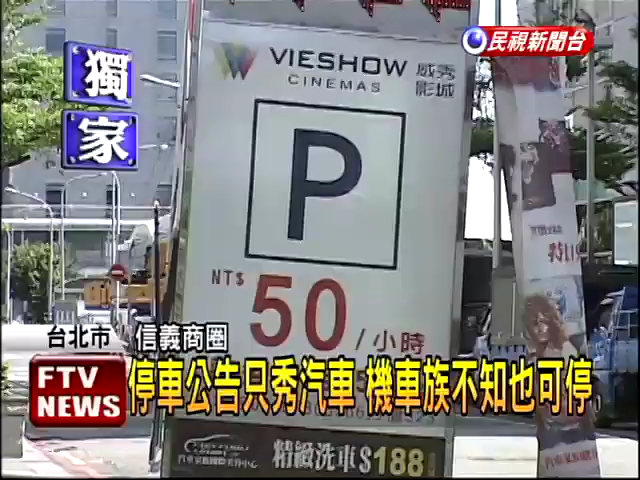 民視新聞台
獨家
VIESHOW
CINEMAS
威秀
影城
P
NT$ 50 /小時
台北市
信義商圈
FTV
NEWS
停車公告只秀汽車 機車族不知也可停
精緻洗車$188